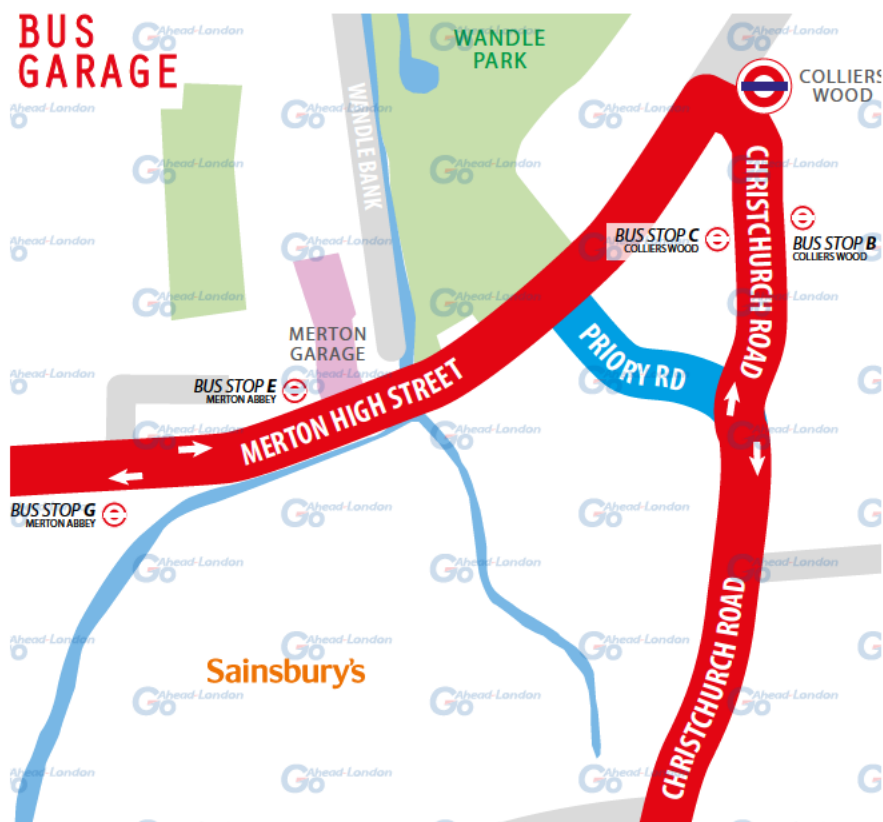 BUS
GARAGE
WANDLE
PARK
COLLIERS
WOOD
WANDLE BANK
CHRISTCHURCH ROAD
BUS STOP C
COLLIERS WOOD
BUS STOP B
COLLIERS WOOD
MERTON
GARAGE
PRIORY RD
BUS STOP E
MERTON ABBEY
MERTON HIGH STREET
BUS STOP G
MERTON ABBEY
CHRISTCHURCH ROAD
Sainsbury's
Go Ahead-London